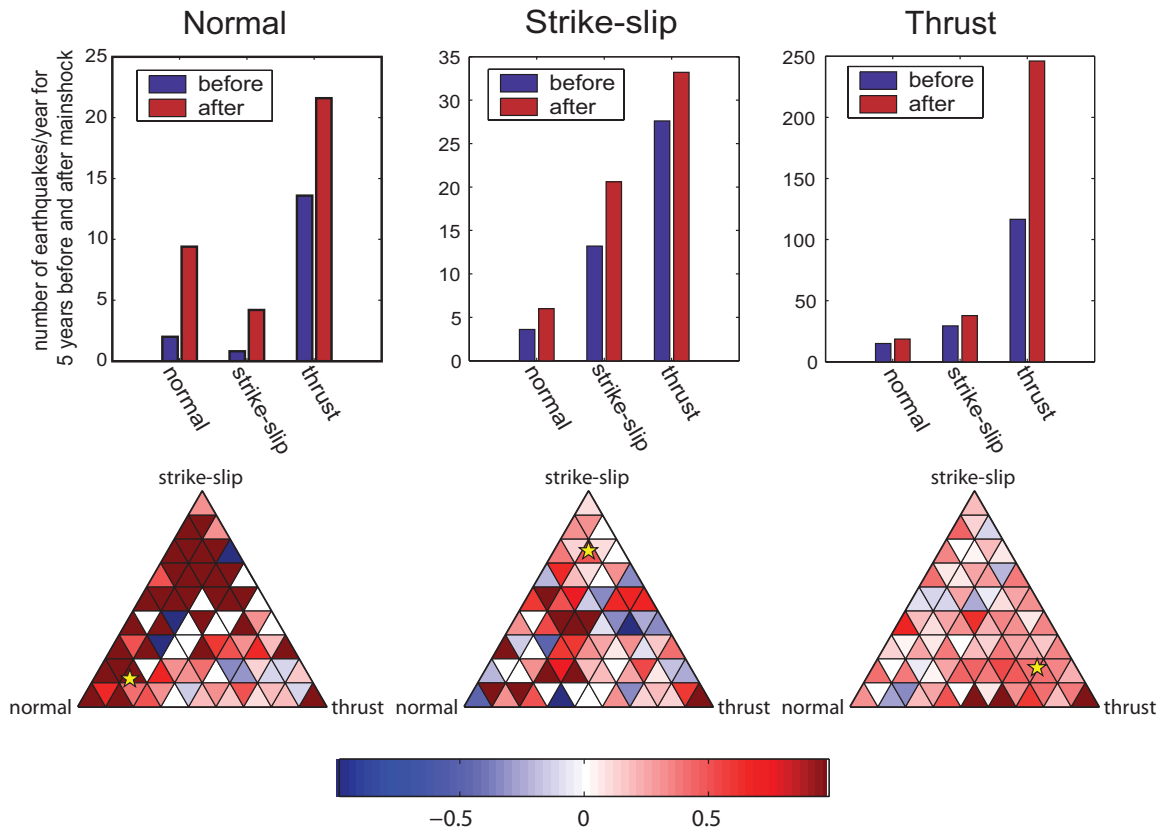 Normal
Strike-slip
Thrust
number of earthquakes/year for
5 years before and after mainshock
25
20
15
10
5
0
before
after
normal
strike-slip
thrust
35
30
25
20
15
10
5
0
before
after
normal
strike-slip
thrust
250
200
150
100
50
0
before
after
normal
strike-slip
thrust
strike-slip
normal
thrust
strike-slip
normal
thrust
strike-slip
normal
thrust
−0.5
0
0.5